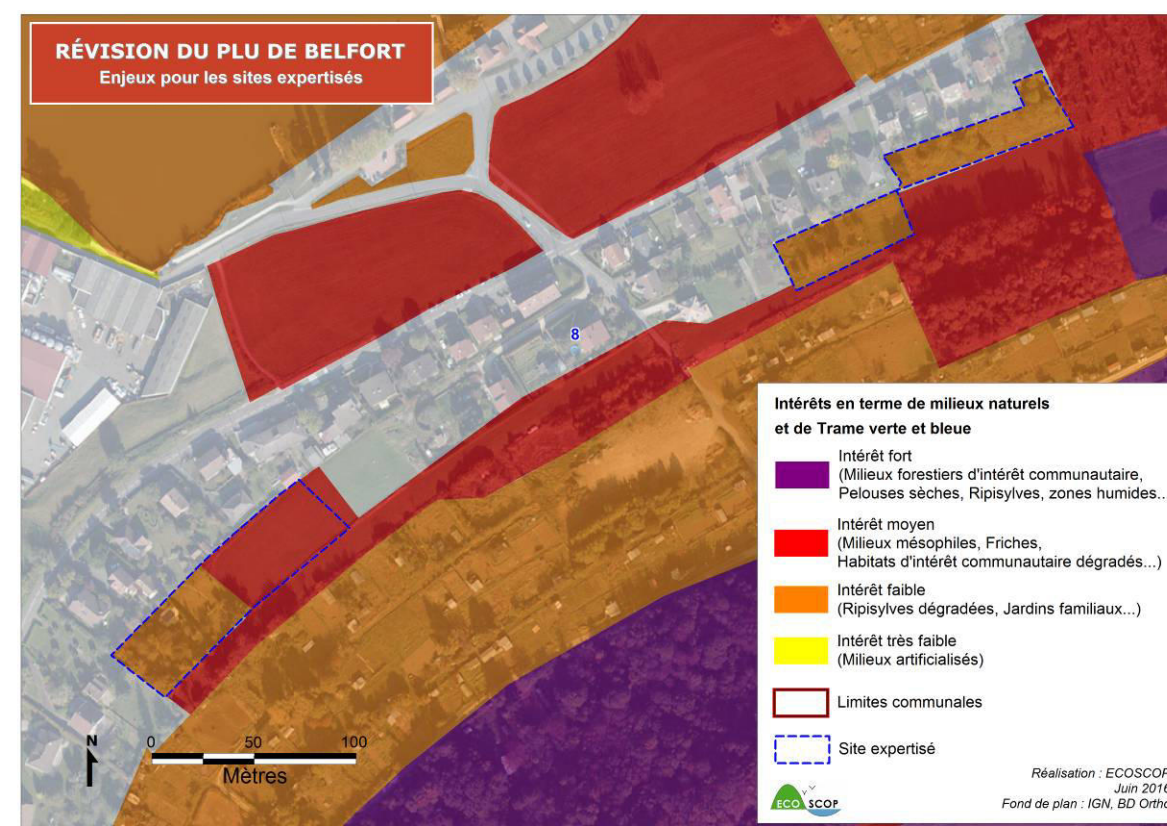 RÉVISION DU PLU DE BELFORT
Enjeux pour les sites expertisés
8
Intérêts en terme de milieux naturels
et de Trame verte et bleue
Intérêt fort
(Milieux forestiers d'intérêt communautaire,
Pelouses sèches, Ripisylves, zones humides..
Intérêt moyen
(Milieux mésophiles, Friches,
Habitats d'intérêt communautaire dégradés...)
Intérêt faible
(Ripisylves dégradées, Jardins familiaux...)
Intérêt très faible
(Milieux artificialisés)
Limites communales
Site expertisé
N
0 50 100
Mètres
ECO SCOP
Réalisation : ECOSCOP
Juin 2016
Fond de plan : IGN, BD Ortho